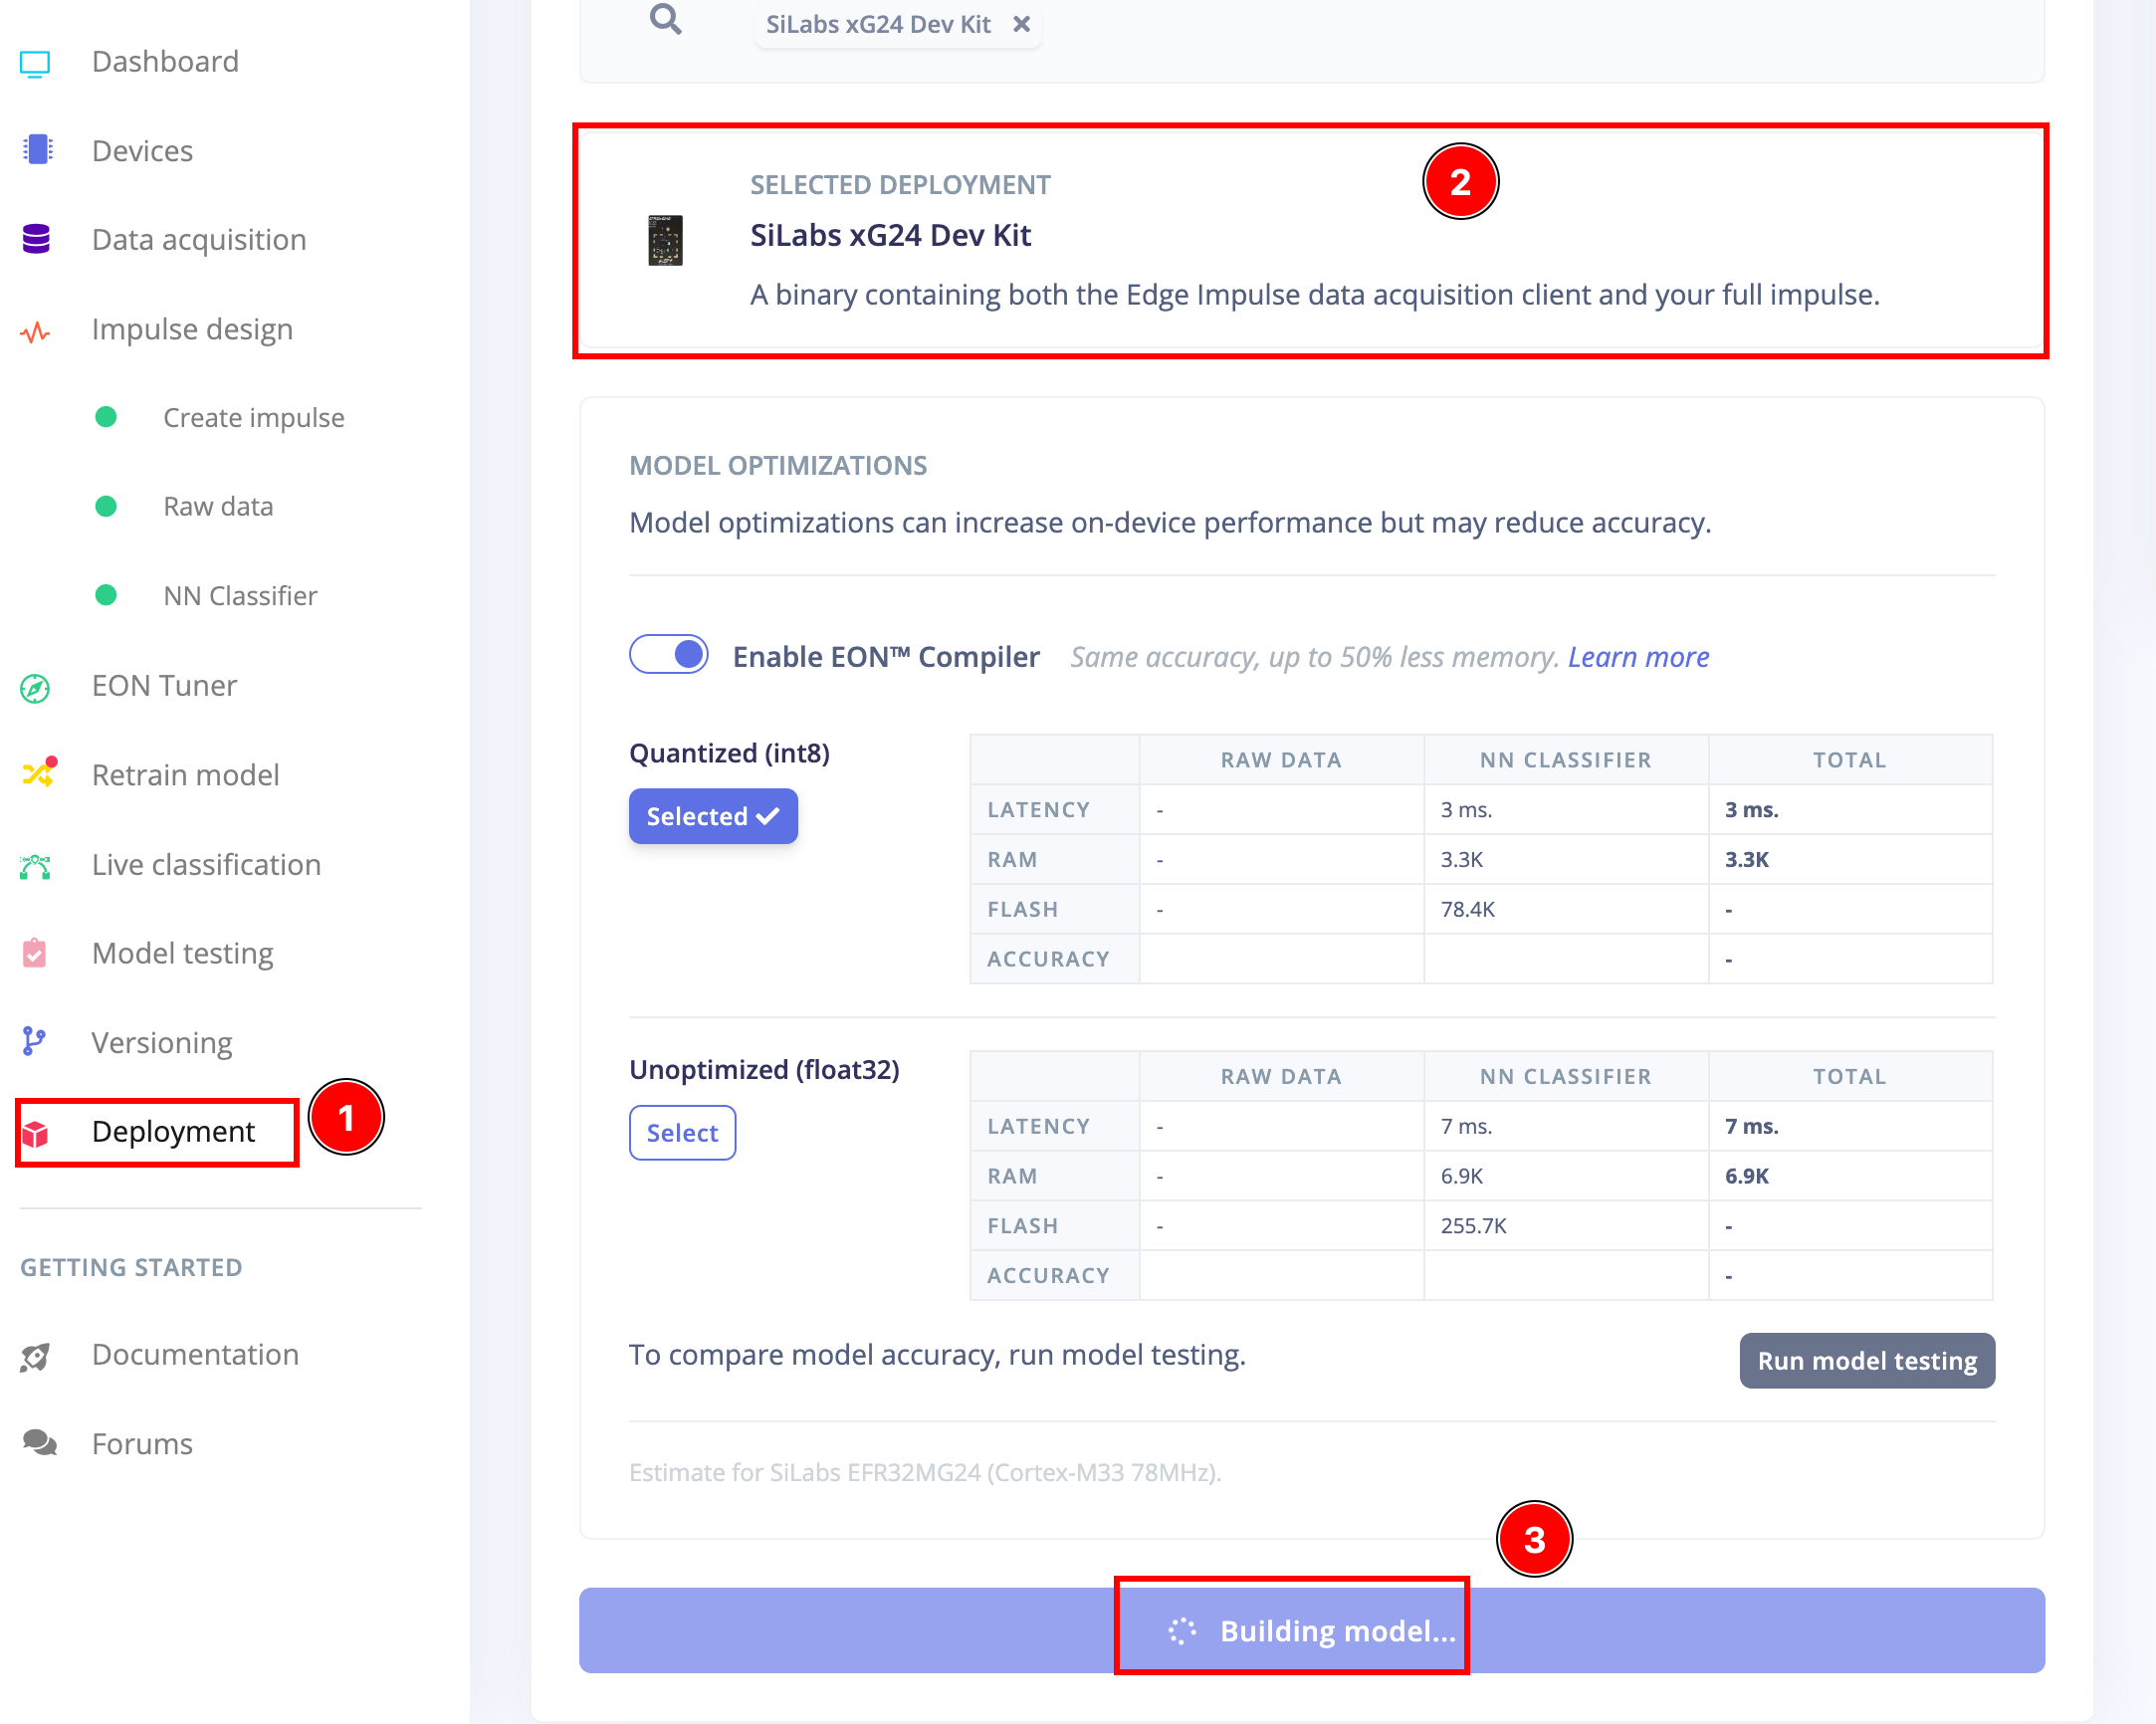 Dashboard
Devices
Data acquisition
Impulse design
Create impulse
Raw data
NN Classifier
EON Tuner
Retrain model
Live classification
Model testing
Versioning
Deployment
1
GETTING STARTED
Documentation
Forums
SiLabs xG24 Dev Kit ×
SELECTED DEPLOYMENT
2
SiLabs xG24 Dev Kit
A binary containing both the Edge Impulse data acquisition client and your full impulse.
MODEL OPTIMIZATIONS
Model optimizations can increase on-device performance but may reduce accuracy.
Enable EON™ Compiler Same accuracy, up to 50% less memory. Learn more
Quantized (int8)
Selected
RAW DATA NN CLASSIFIER TOTAL
LATENCY - 3 ms. 3 ms.
RAM - 3.3K 3.3K
FLASH - 78.4K -
ACCURACY -
Unoptimized (float32)
Select
RAW DATA NN CLASSIFIER TOTAL
LATENCY - 7 ms. 7 ms.
RAM - 6.9K 6.9K
FLASH - 255.7K -
ACCURACY -
To compare model accuracy, run model testing.
Run model testing
Estimate for SiLabs EFR32MG24 (Cortex-M33 78MHz).
3
Building model...